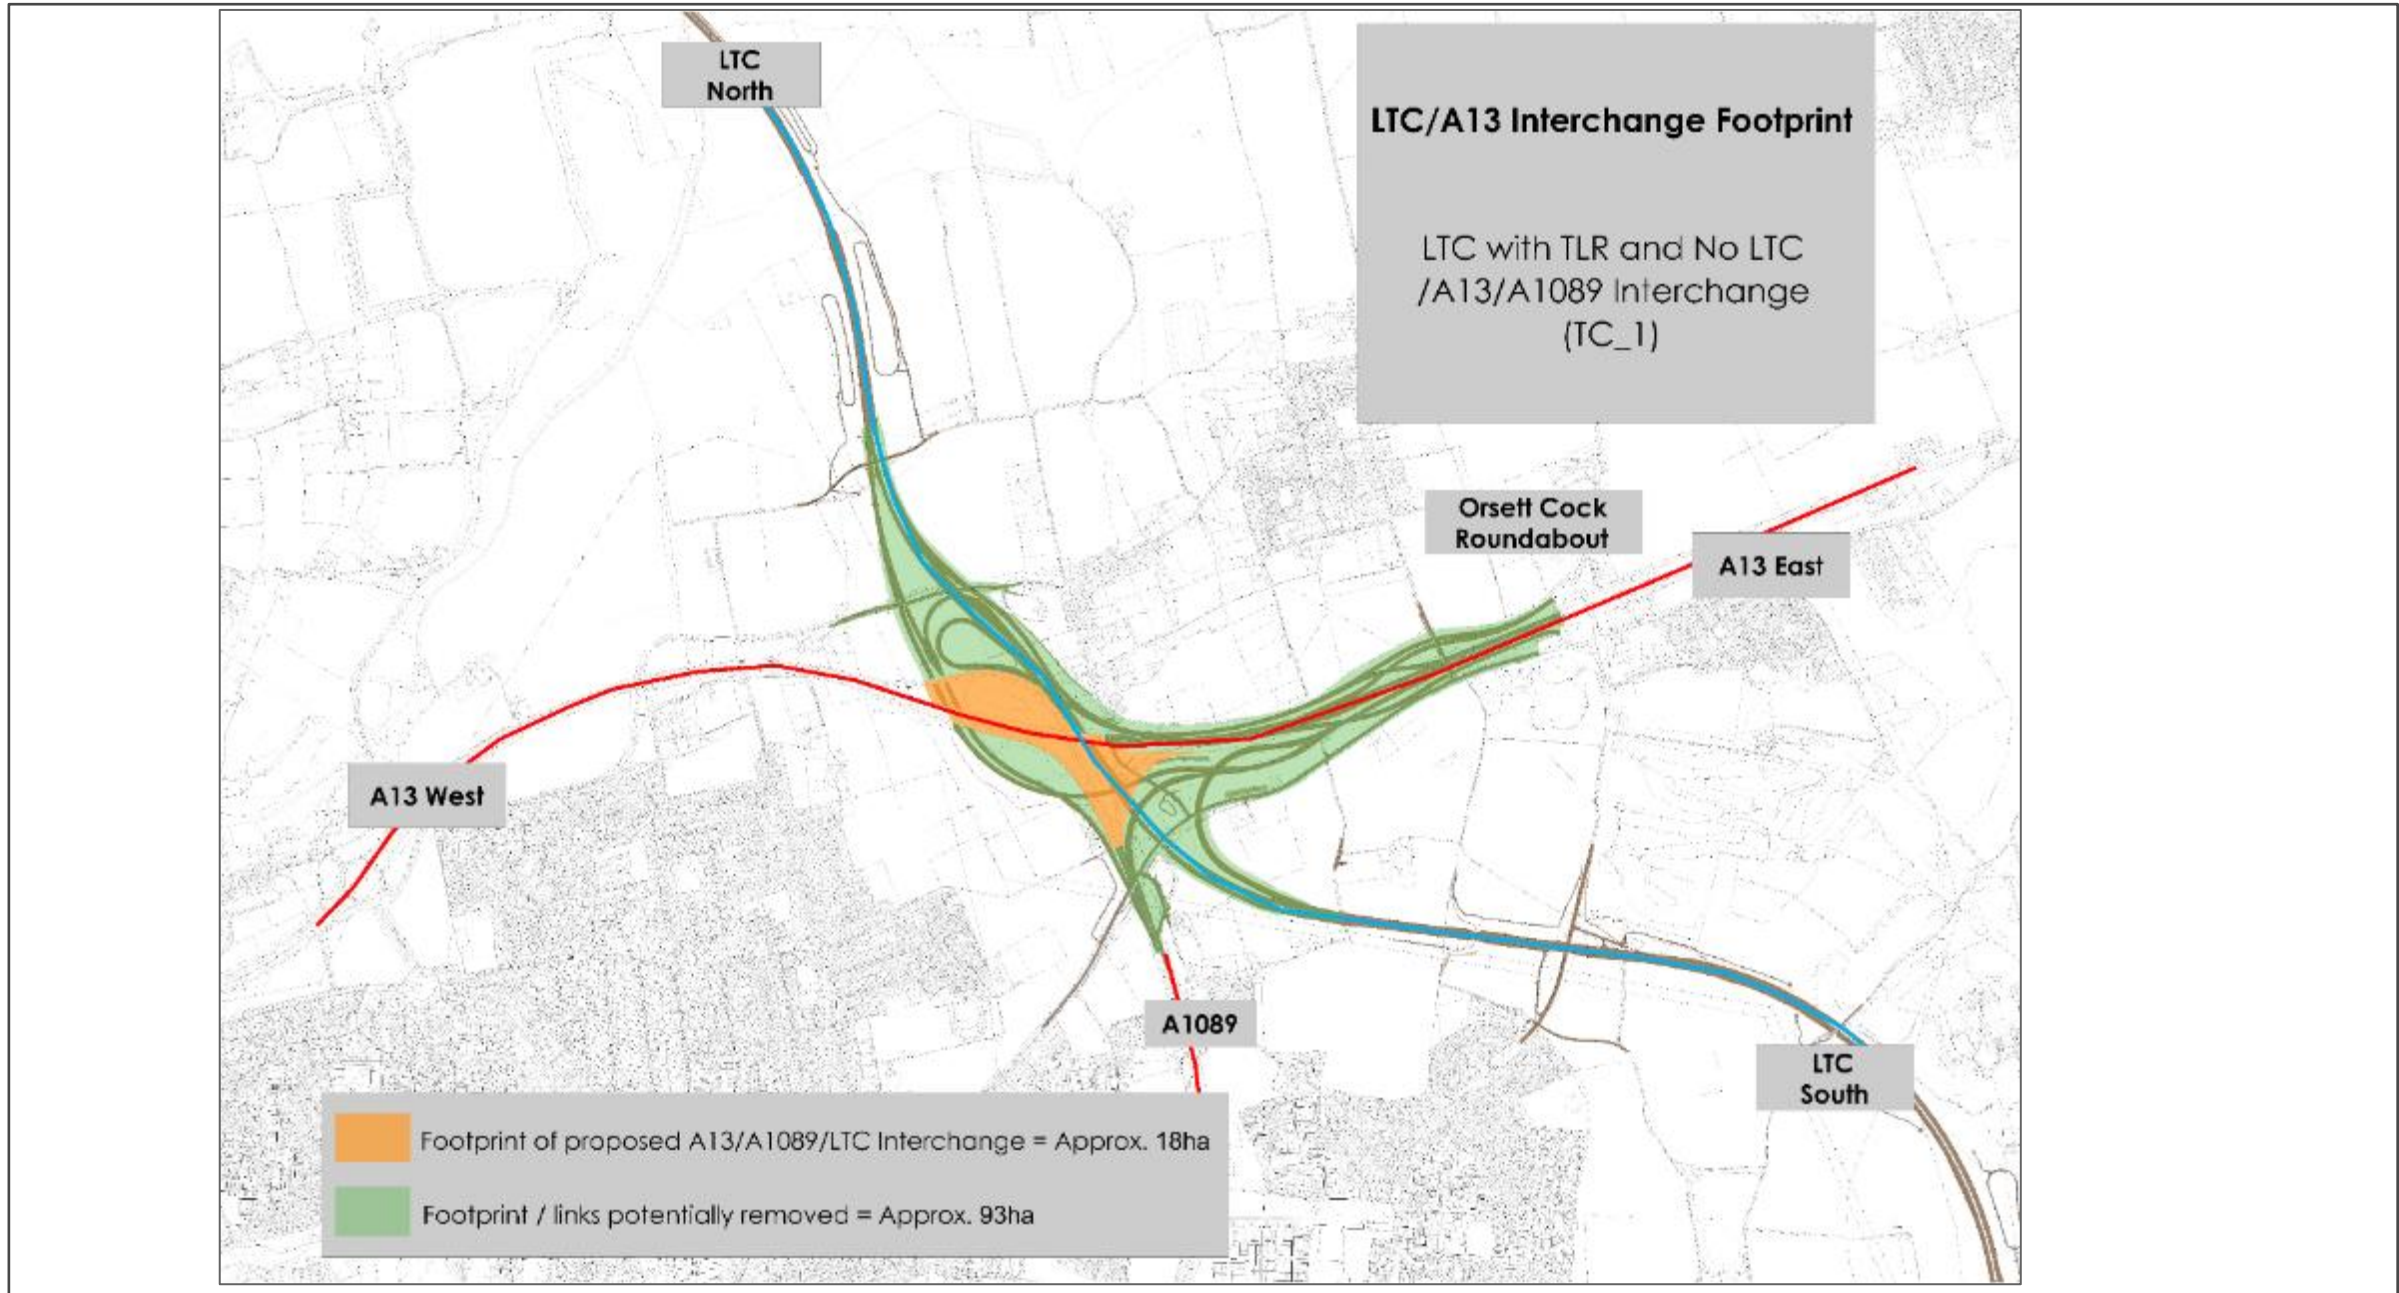 LTC
North
LTC/A13 Interchange Footprint
LTC with TLR and No LTC
/A13/A1089 Interchange
(TC_1)
Orsett Cock
Roundabout
A13 East
A13 West
A1089
LTC
South
Footprint of proposed A13/A1089/LTC Interchange = Approx. 18ha
Footprint / links potentially removed = Approx. 93ha